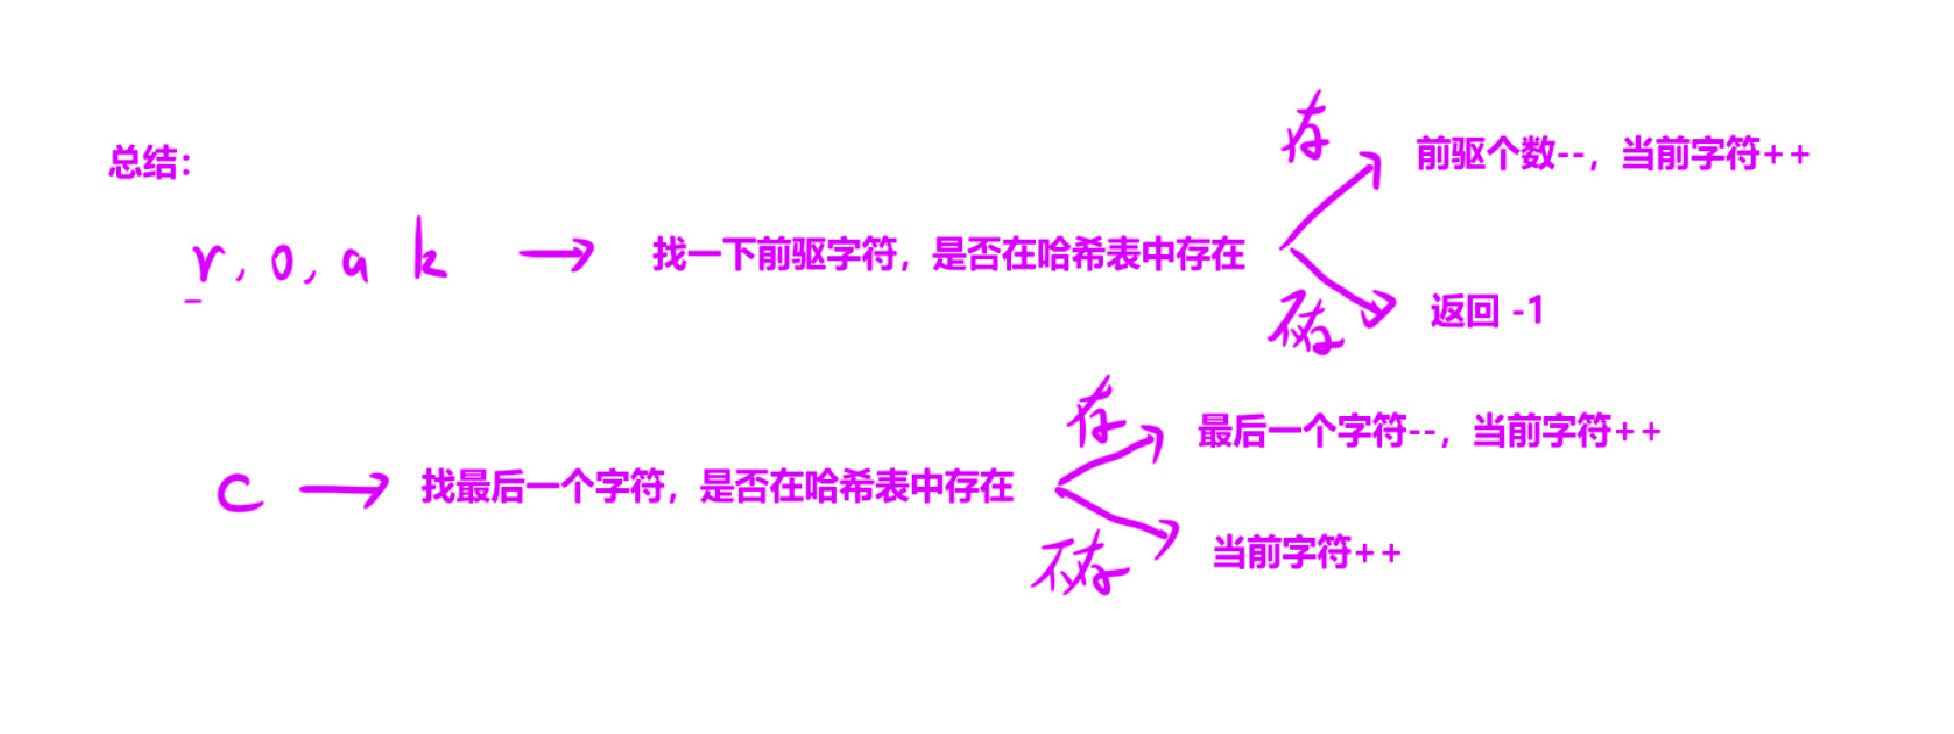 总结：
存
前驱个数--，当前字符++
r, o, a k → 找一下前驱字符，是否在哈希表中存在
不存
返回 -1
存
最后一个字符--，当前字符++
c → 找最后一个字符，是否在哈希表中存在
不存
当前字符++